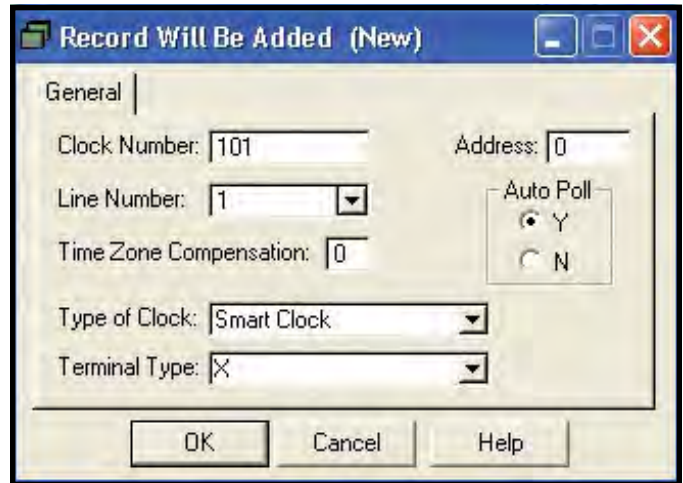 Record Will Be Added (New)
General
Clock Number: 101
Address: 0
Line Number: 1
Auto Poll
Y
N
Time Zone Compensation: 0
Type of Clock: Smart Clock
Terminal Type: X
OK
Cancel
Help